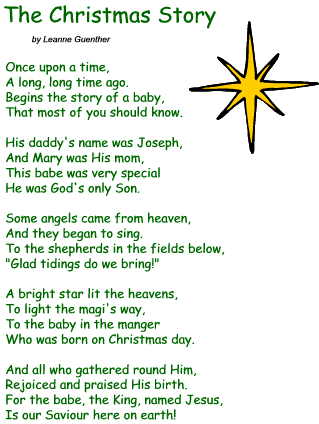 The Christmas Story
by Leanne Guenther
Once upon a time,
A long, long time ago.
Begins the story of a baby,
That most of you should know.
His daddy's name was Joseph,
And Mary was His mom,
This babe was very special
He was God's only Son.
Some angels came from heaven,
And they began to sing.
To the shepherds in the fields below,
"Glad tidings do we bring!"
A bright star lit the heavens,
To light the magi's way,
To the baby in the manger
Who was born on Christmas day.
And all who gathered round Him,
Rejoiced and praised His birth.
For the babe, the King, named Jesus,
Is our Saviour here on earth!